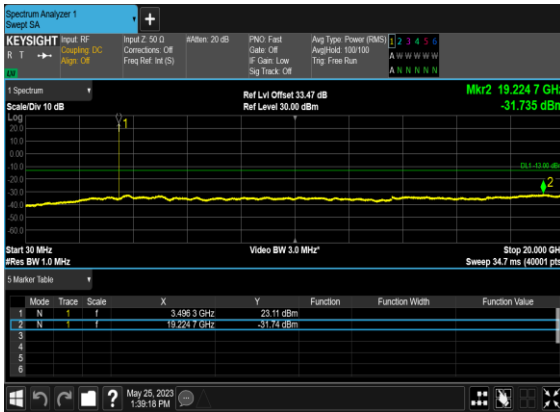 Spectrum Analyzer 1
Swept SA
+
KEYSIGHT Input: RF Input Z: 50 Ω #Atten: 20 dB PNO: Fast Avg Type: Power (RMS) 1 2 3 4 5 6
R T Coupling: DC Corrections: Off Gate: Off Avg|Hold: 100/100 A W W W W W
Align: Off Freq Ref: Int (S) IF Gain: Low Trig: Free Run
LW Sig Track: Off A N N N N N
1 Spectrum Ref Lvl Offset 33.47 dB Mkr2 19.224 7 GHz
Scale/Div 10 dB Ref Level 30.00 dBm -31.735 dBm
Log
1
20.0
10.0
0.00
-10.0
DL1 -13.00 dBm
-20.0
2
-30.0
-40.0
-50.0
-60.0
Start 30 MHz Video BW 3.0 MHz* Stop 20.000 GH
#Res BW 1.0 MHz Sweep 34.7 ms (40001 pts
5 Marker Table
Mode Trace Scale X Y Function Function Width Function Value
1 N 1 f 3.496 3 GHz 23.11 dBm
2 N 1 f 19.224 7 GHz -31.74 dBm
3
4
5
6
? May 25, 2023
1:39:18 PM